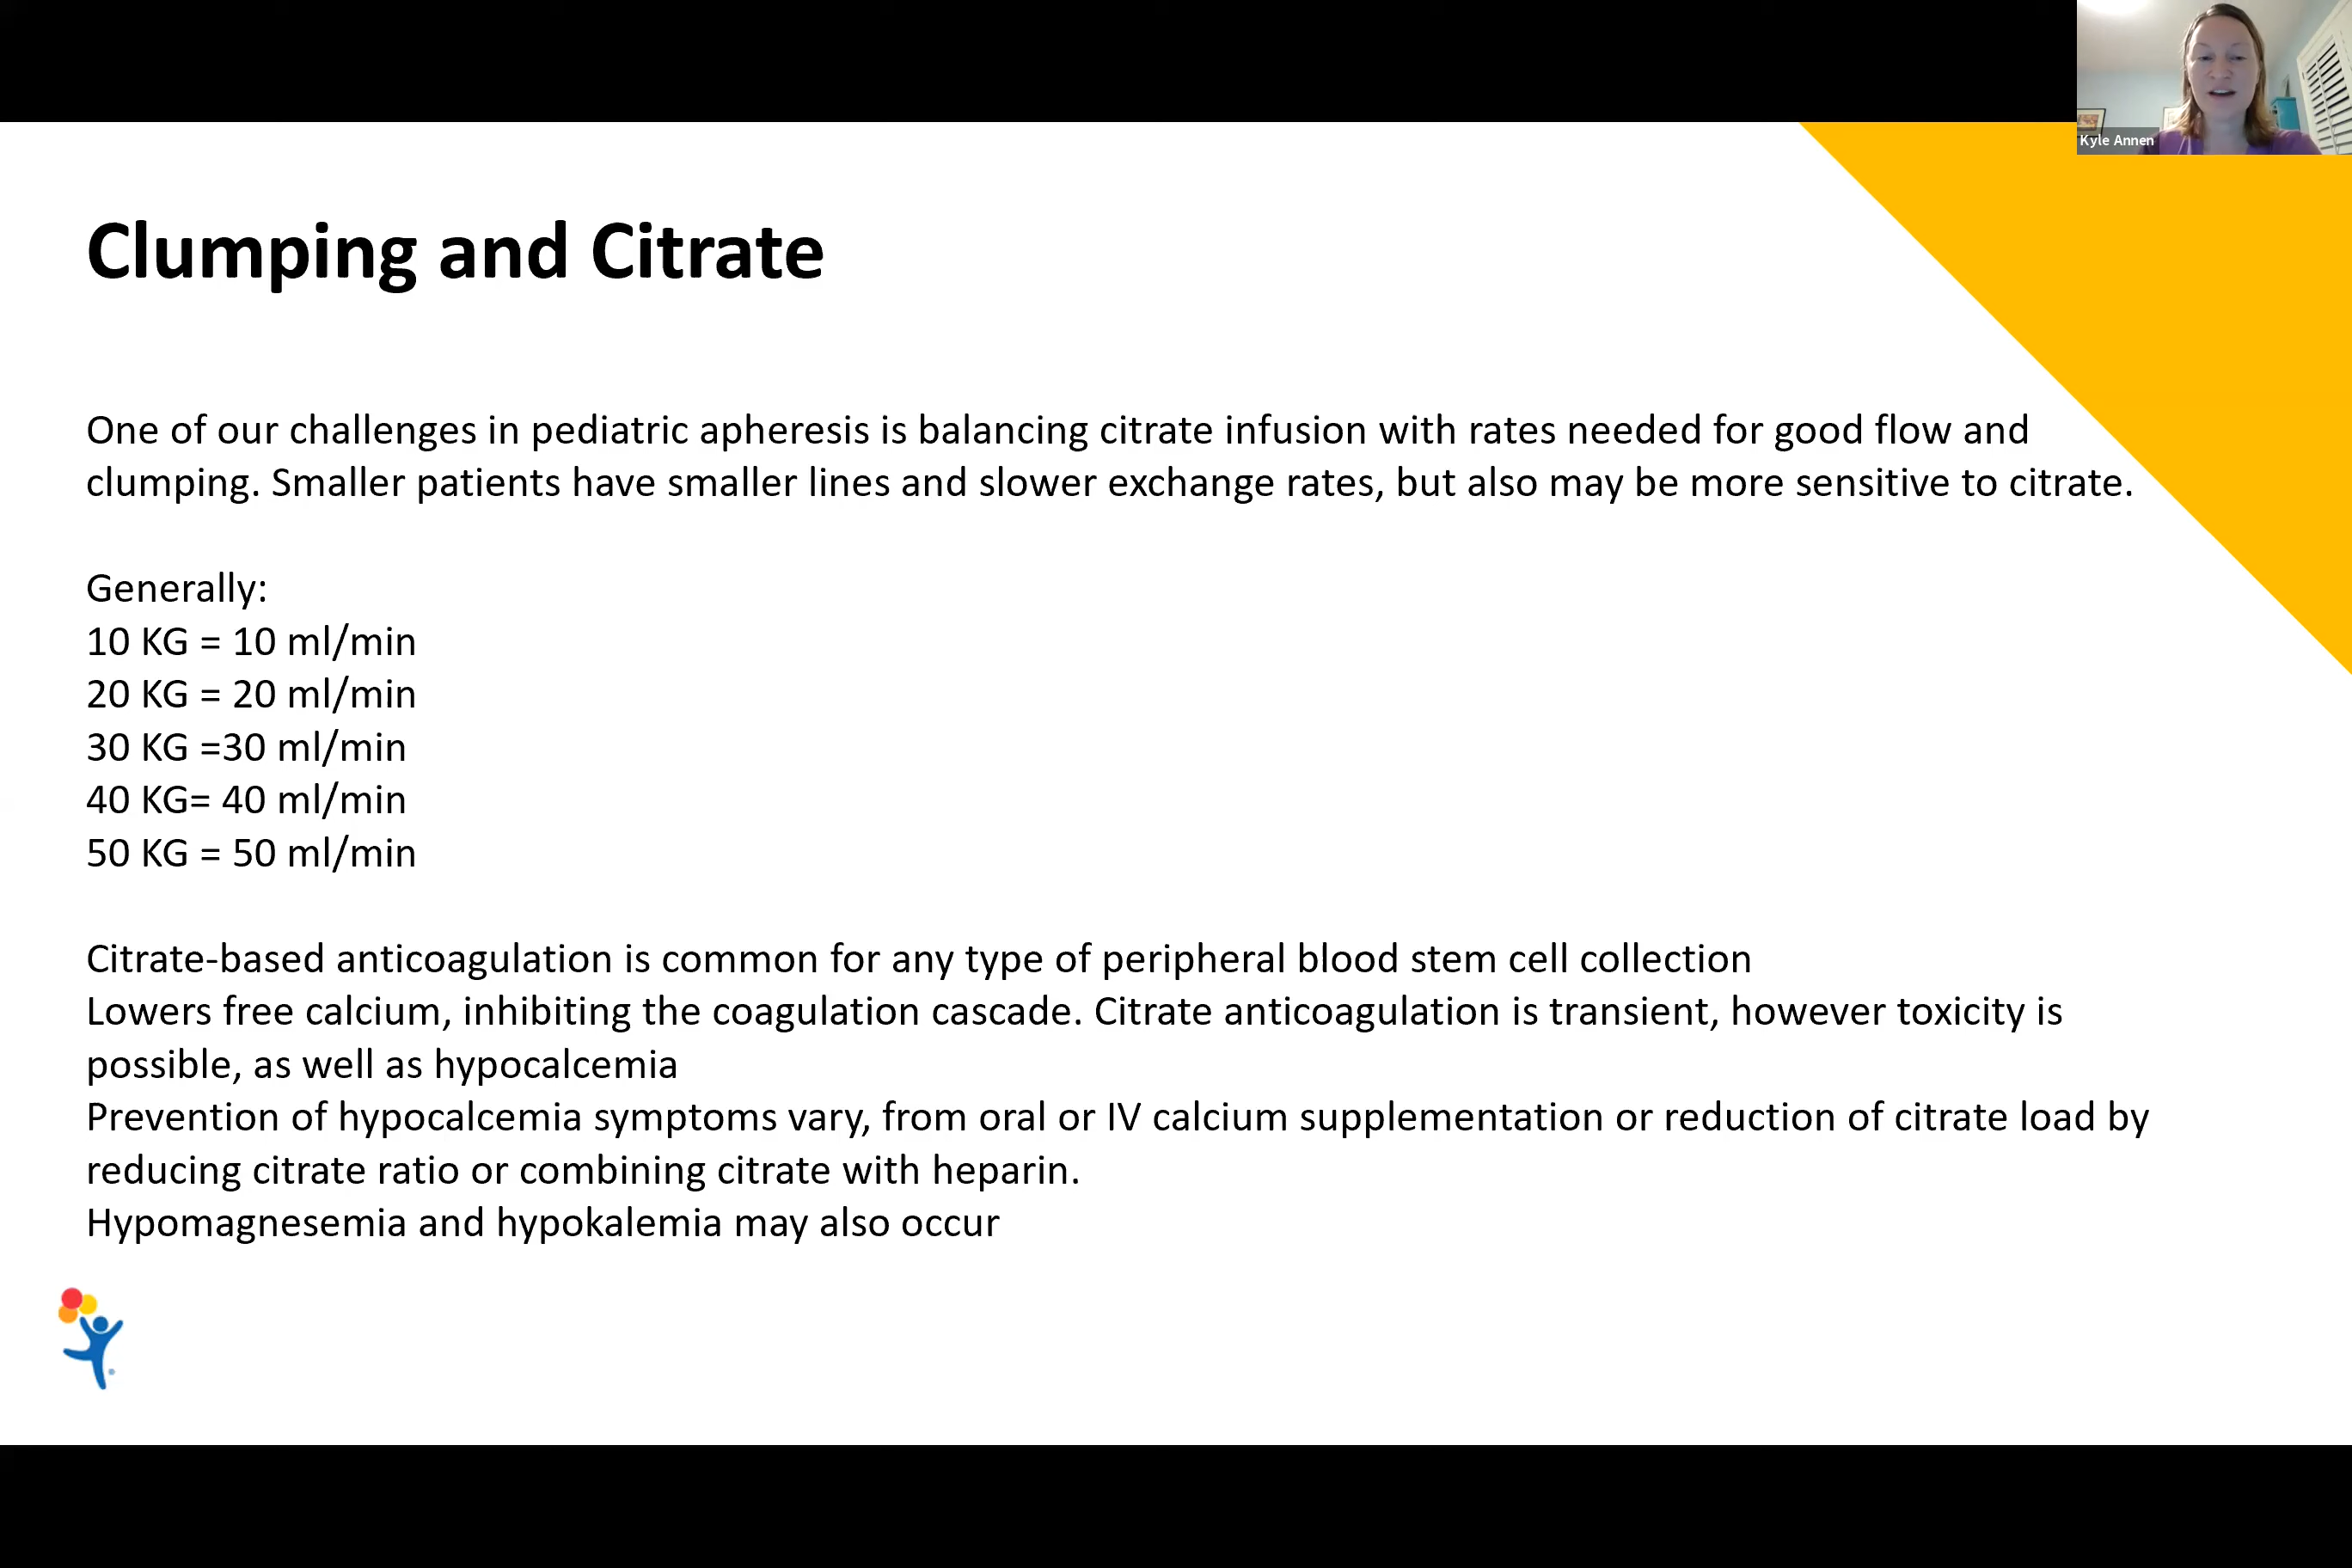 Kyle Annen
Clumping and Citrate
One of our challenges in pediatric apheresis is balancing citrate infusion with rates needed for good flow and
clumping. Smaller patients have smaller lines and slower exchange rates, but also may be more sensitive to citrate.
Generally:
10 KG = 10 ml/min
20 KG = 20 ml/min
30 KG =30 ml/min
40 KG= 40 ml/min
50 KG = 50 ml/min
Citrate-based anticoagulation is common for any type of peripheral blood stem cell collection
Lowers free calcium, inhibiting the coagulation cascade. Citrate anticoagulation is transient, however toxicity is
possible, as well as hypocalcemia
Prevention of hypocalcemia symptoms vary, from oral or IV calcium supplementation or reduction of citrate load by
reducing citrate ratio or combining citrate with heparin.
Hypomagnesemia and hypokalemia may also occur
®